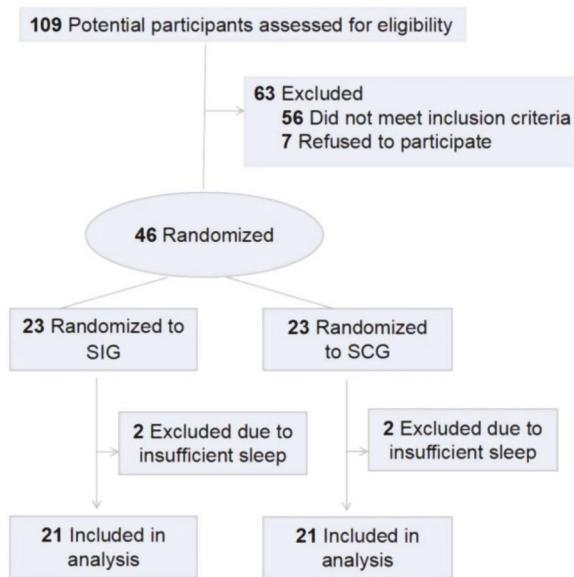 109 Potential participants assessed for eligibility
63 Excluded
56 Did not meet inclusion criteria
7 Refused to participate
46 Randomized
23 Randomized to
SIG
23 Randomized
to SCG
2 Excluded due to
insufficient sleep
2 Excluded due to
insufficient sleep
21 Included in
analysis
21 Included in
analysis